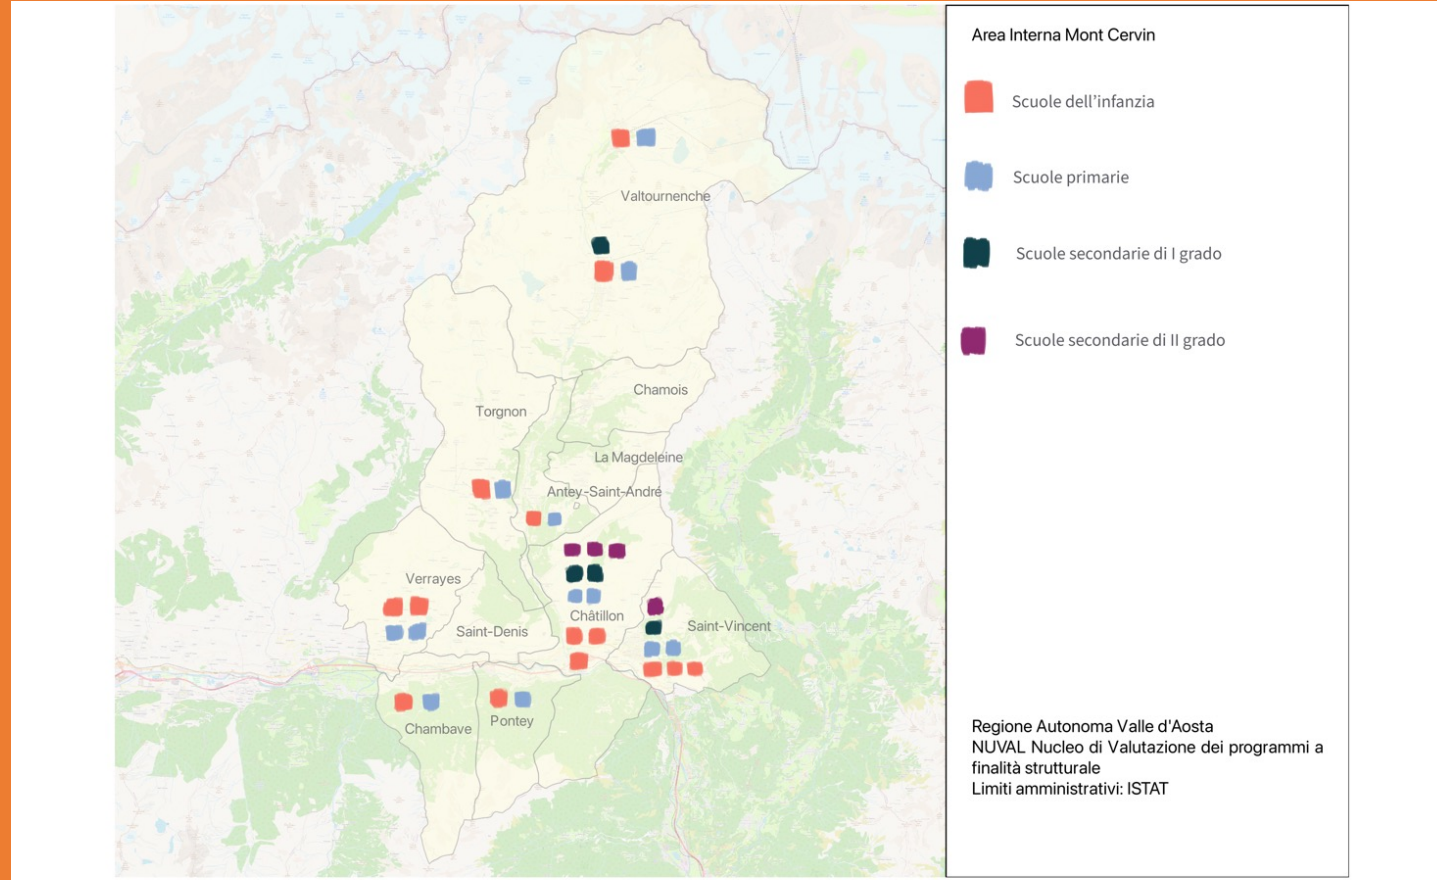 Area Interna Mont Cervin
Scuole dell'infanzia
Scuole primarie
Scuole secondarie di I grado
Scuole secondarie di II grado
Valtournenche
Chamois
Torgnon
La Magdeleine
Antey-Saint-André
Verrayes
Châtillon
Saint-Denis
Saint-Vincent
Chambave
Pontey
Regione Autonoma Valle d'Aosta
NUVAL Nucleo di Valutazione dei programmi a
finalità strutturale
Limiti amministrativi: ISTAT